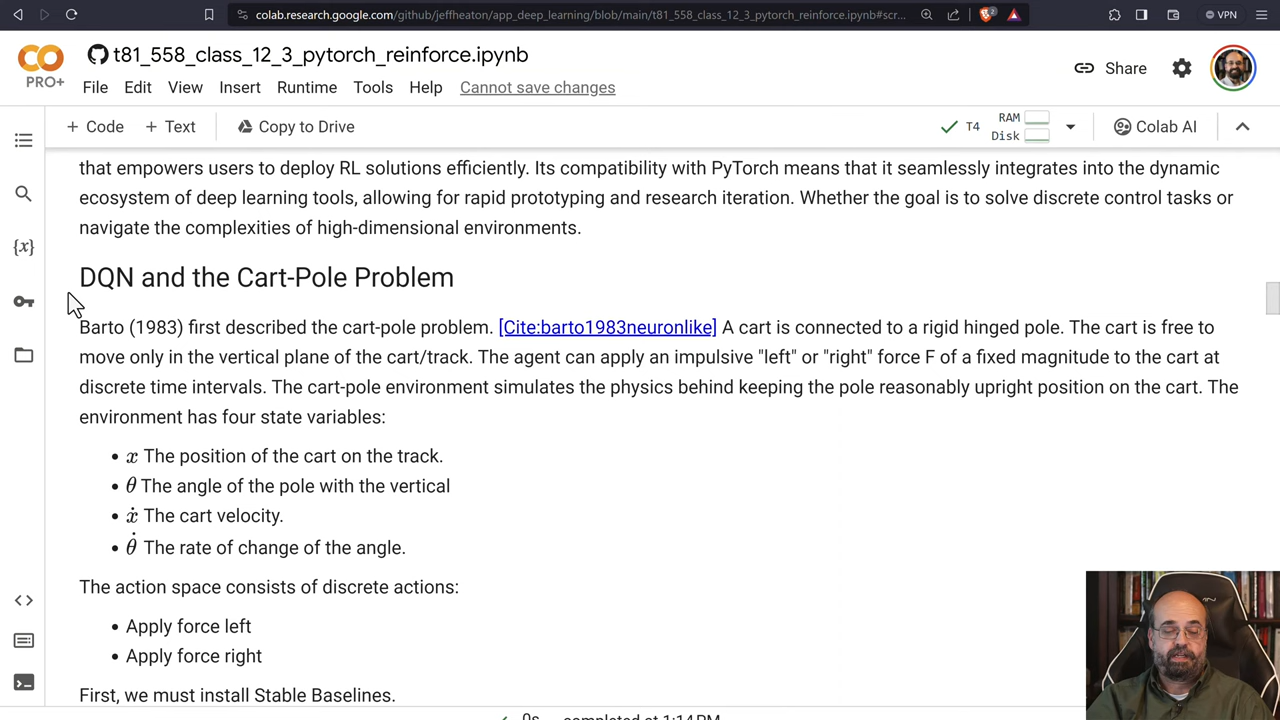 colab.research.google.com/github/jeffheaton/app_deep_learning/blob/main/t81_558_class_12_3_pytorch_reinforce.ipynb#scr...
2
VPN
t81_558_class_12_3_pytorch_reinforce.ipynb
PRO+
File Edit View Insert Runtime Tools Help Cannot save changes
Share
+ Code + Text Copy to Drive
T4 RAM Disk
Colab AI
that empowers users to deploy RL solutions efficiently. Its compatibility with PyTorch means that it seamlessly integrates into the dynamic
ecosystem of deep learning tools, allowing for rapid prototyping and research iteration. Whether the goal is to solve discrete control tasks or
navigate the complexities of high-dimensional environments.
DQN and the Cart-Pole Problem
Barto (1983) first described the cart-pole problem. [Cite:barto1983neuronlike] A cart is connected to a rigid hinged pole. The cart is free to
move only in the vertical plane of the cart/track. The agent can apply an impulsive "left" or "right" force F of a fixed magnitude to the cart at
discrete time intervals. The cart-pole environment simulates the physics behind keeping the pole reasonably upright position on the cart. The
environment has four state variables:
• x The position of the cart on the track.
• θ The angle of the pole with the vertical
• ẋ The cart velocity.
• θ̇ The rate of change of the angle.
The action space consists of discrete actions:
• Apply force left
• Apply force right
First, we must install Stable Baselines.
0s completed at 1:14 PM